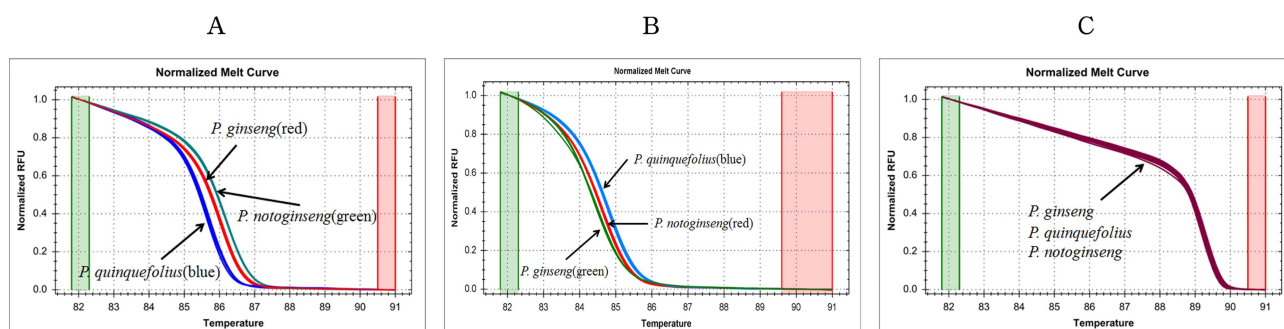 A
B
C
Normalized Melt Curve
Normalized RFU
1.0
0.8
0.6
0.4
0.2
0.0
P. ginseng(red)
P. notoginseng(green)
P. quinquefolius(blue)
82 83 84 85 86 87 88 89 90 91
Temperature
Normalized Melt Curve
Normalized RFU
1.0
0.8
0.6
0.4
0.2
0.0
P. quinquefolius(blue)
P. notoginseng(red)
P. ginseng(green)
82 83 84 85 86 87 88 89 90 91
Temperature
Normalized Melt Curve
Normalized RFU
1.0
0.8
0.6
0.4
0.2
0.0
P. ginseng
P. quinquefolius
P. notoginseng
82 83 84 85 86 87 88 89 90 91
Temperature